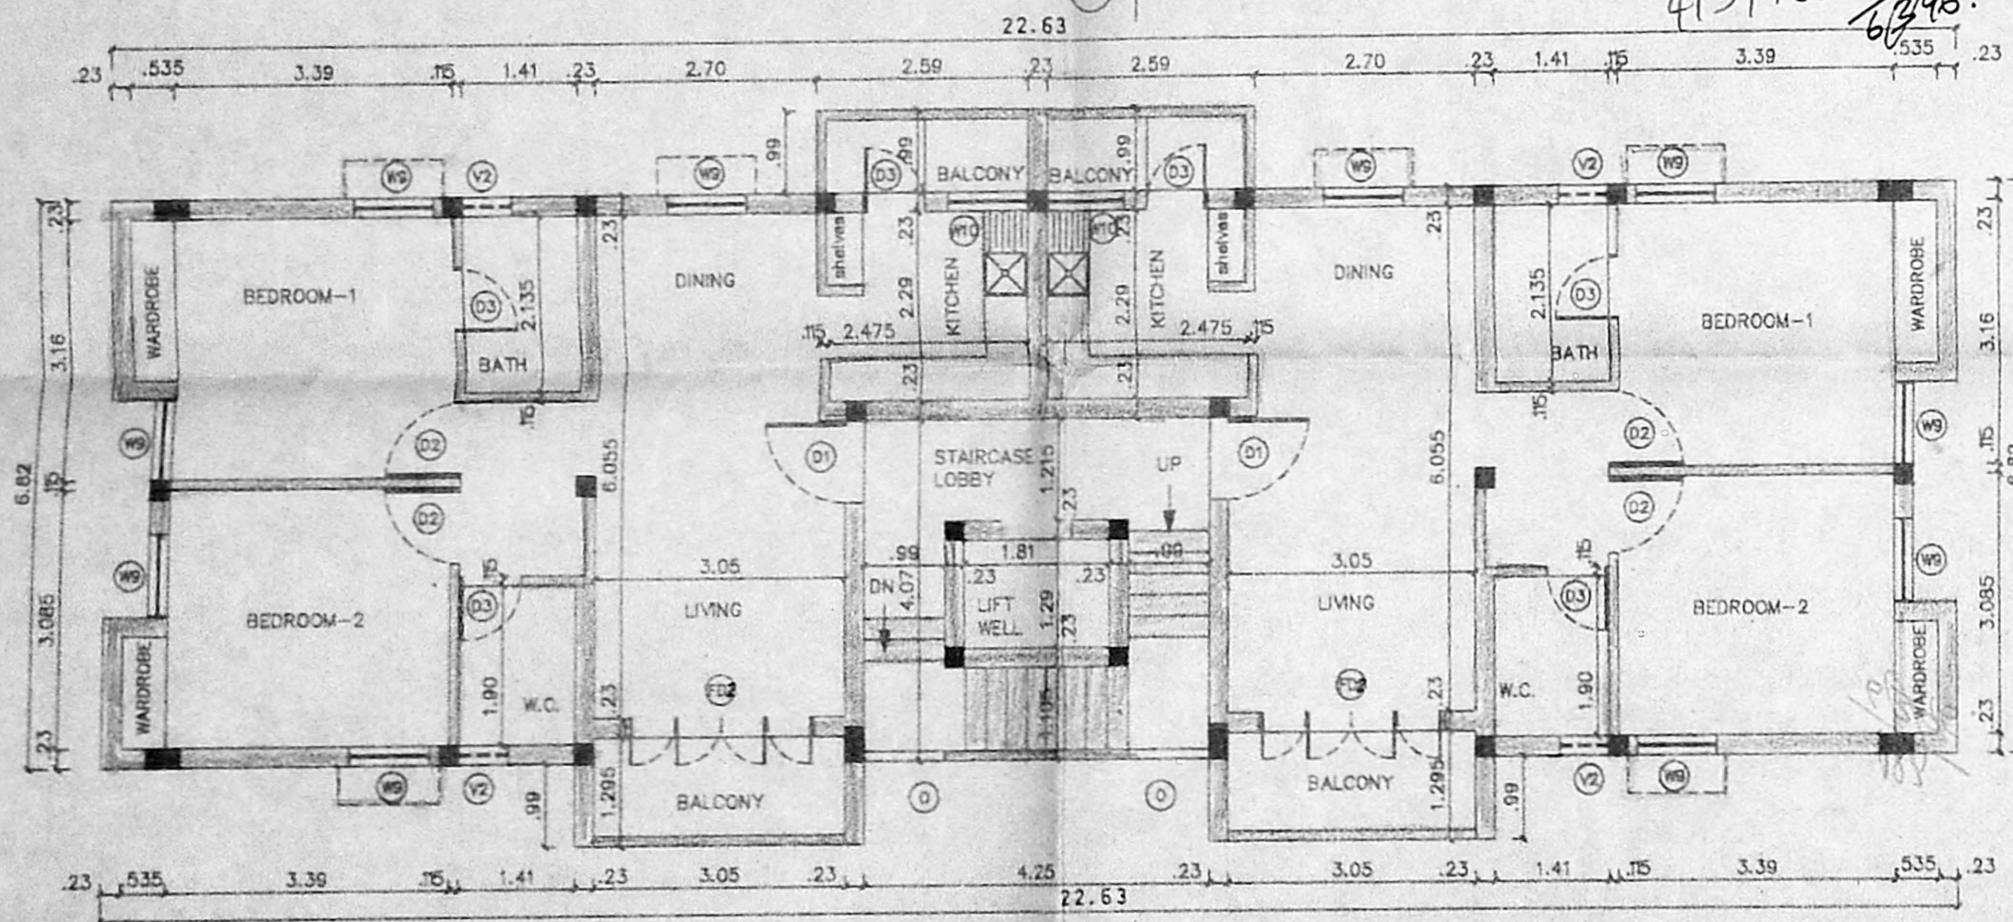 22.63
.23 .535 3.39 .115 1.41 .23 2.70 2.59 .23 2.59 2.70 .23 1.41 .115 3.39 .535 .23
W9 V2 W9 .99 D3 .99 BALCONY BALCONY .99 D3 W9 V2 W9
.23 .23 .23 .23 .23 .23
WARDROBE BEDROOM-1 D3 2.135 BATH DINING shelves KITCHEN W10 W10 KITCHEN shelves DINING 2.135 D3 BATH BEDROOM-1 WARDROBE
2.29 2.29
.115 2.475 2.475 .115
3.16 3.16
.23 .23
.115 .115
W9 D2 D1 STAIRCASE UP D1 D2 W9
LOBBY
6.82 .115 6.055 1.215 6.055 .115 6.82
D2 .23 D2
.99 1.81 .99
W9 .115 3.05 .23 .23 3.05 .115 W9
DN 4.07
3.085 BEDROOM-2 D3 LIVING LIFT 1.29 .23 LIVING D3 BEDROOM-2 3.085
WELL
WARDROBE 1.90 W.C. .23 FD2 FD2 .23 W.C. 1.90 WARDROBE
.23 .23
W9 V2 .99 1.295 BALCONY O O BALCONY 1.295 .99 V2 W9
.23 .535 3.39 .115 1.41 .23 3.05 .23 4.25 .23 3.05 .23 1.41 .115 3.39 .535 .23
22.63